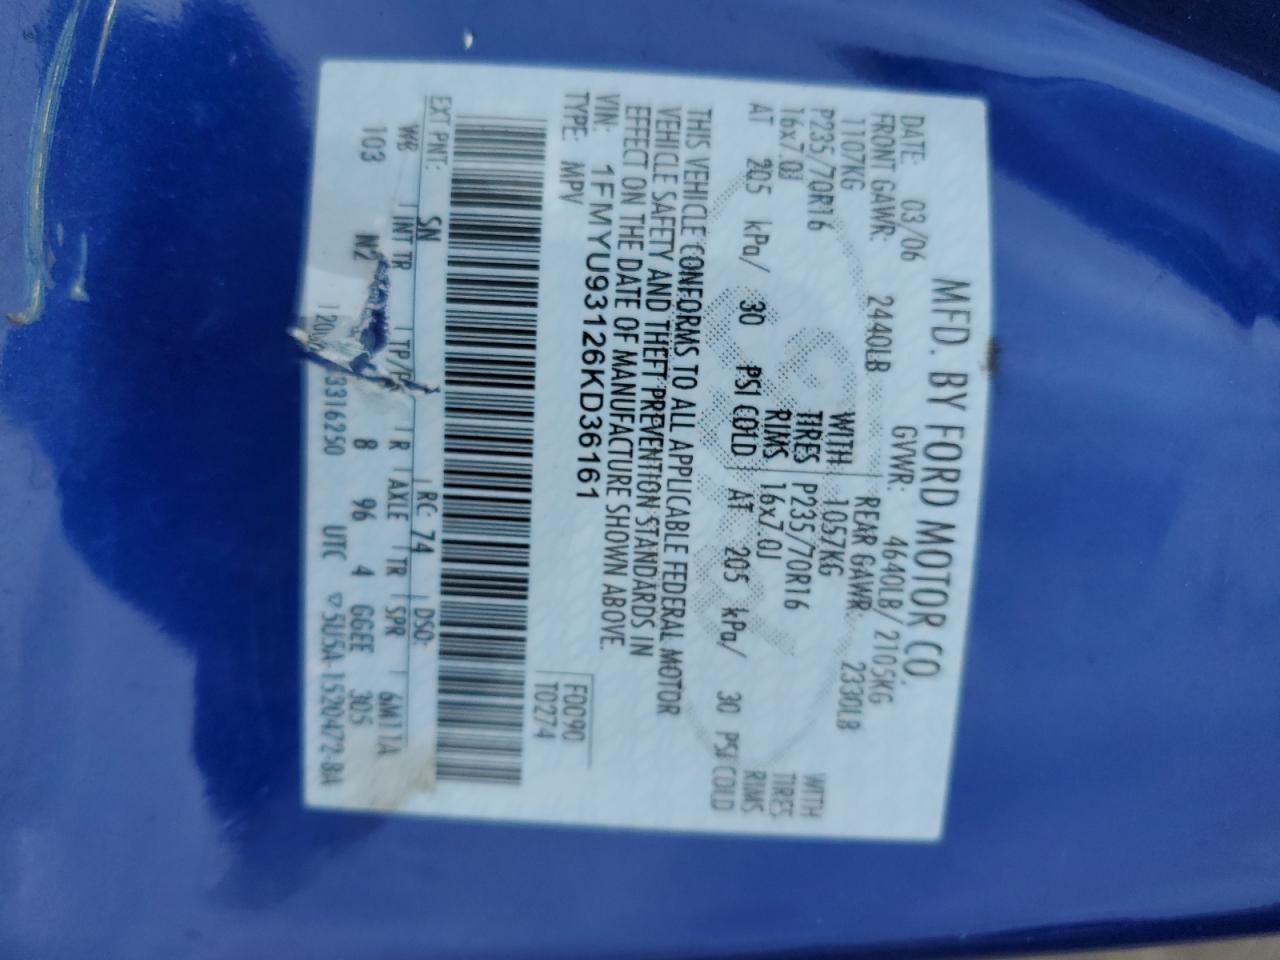 MFD. BY FORD MOTOR CO.
DATE: 03/06 GVWR: 4640LB/ 2105KG
FRONT GAWR: 2440LB REAR GAWR: 2330LB
1107KG WITH 1057KG WITH
P235/70R16 TIRES P235/70R16 TIRES
16x7.0J RIMS 16x7.0J RIMS
AT 205 kPa/ 30 PSI COLD AT 205 kPa/ 30 PSI COLD
THIS VEHICLE CONFORMS TO ALL APPLICABLE FEDERAL MOTOR
VEHICLE SAFETY AND THEFT PREVENTION STANDARDS IN
EFFECT ON THE DATE OF MANUFACTURE SHOWN ABOVE.
VIN: 1FMYU93126KD36161
TYPE: MPV
F0090
T0274
EXT PNT: SN RC: 74 DSO:
WB INT TR TP/P R AXLE TR SPR 6M11A
103 N2 8 96 4 GGEE 305
3316250 UTC ▽5U5A-1520472-BA